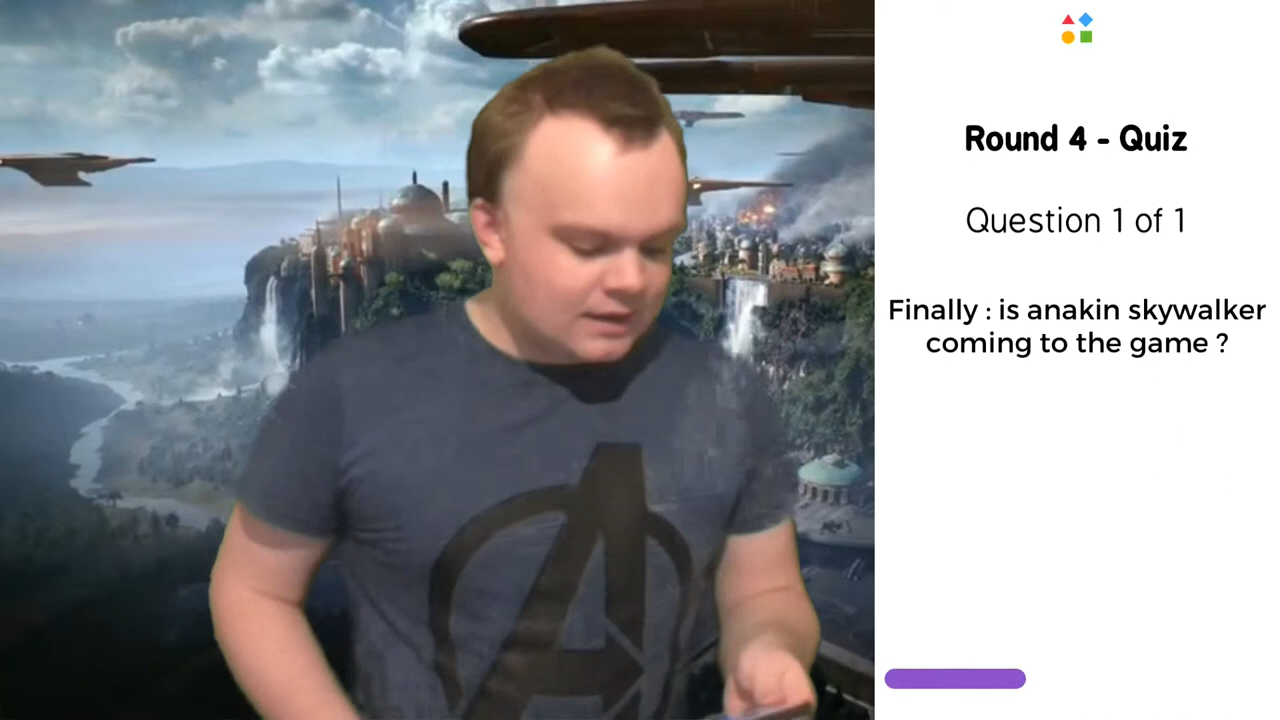 Round 4 - Quiz
Question 1 of 1
Finally : is anakin skywalker
coming to the game ?